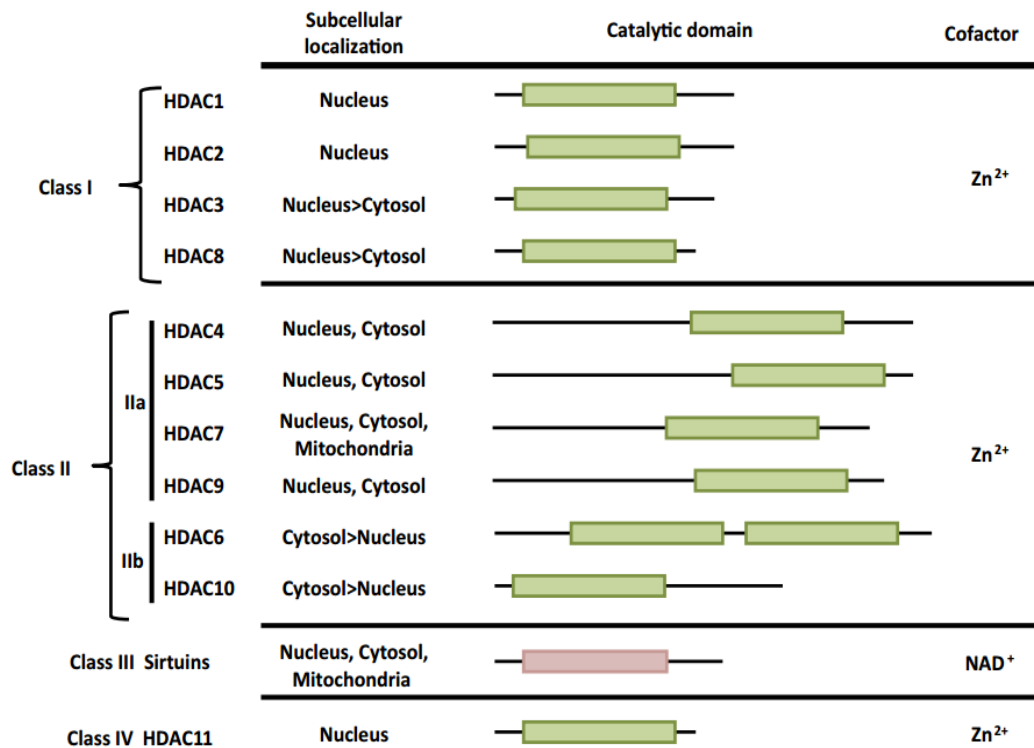 Subcellular
localization
Catalytic domain
Cofactor
Class I
HDAC1
Nucleus
HDAC2
Nucleus
HDAC3
Nucleus>Cytosol
HDAC8
Nucleus>Cytosol
Zn²⁺
Class II
IIa
HDAC4
Nucleus, Cytosol
HDAC5
Nucleus, Cytosol
HDAC7
Nucleus, Cytosol,
Mitochondria
HDAC9
Nucleus, Cytosol
IIb
HDAC6
Cytosol>Nucleus
HDAC10
Cytosol>Nucleus
Zn²⁺
Class III Sirtuins
Nucleus, Cytosol,
Mitochondria
NAD⁺
Class IV HDAC11
Nucleus
Zn²⁺